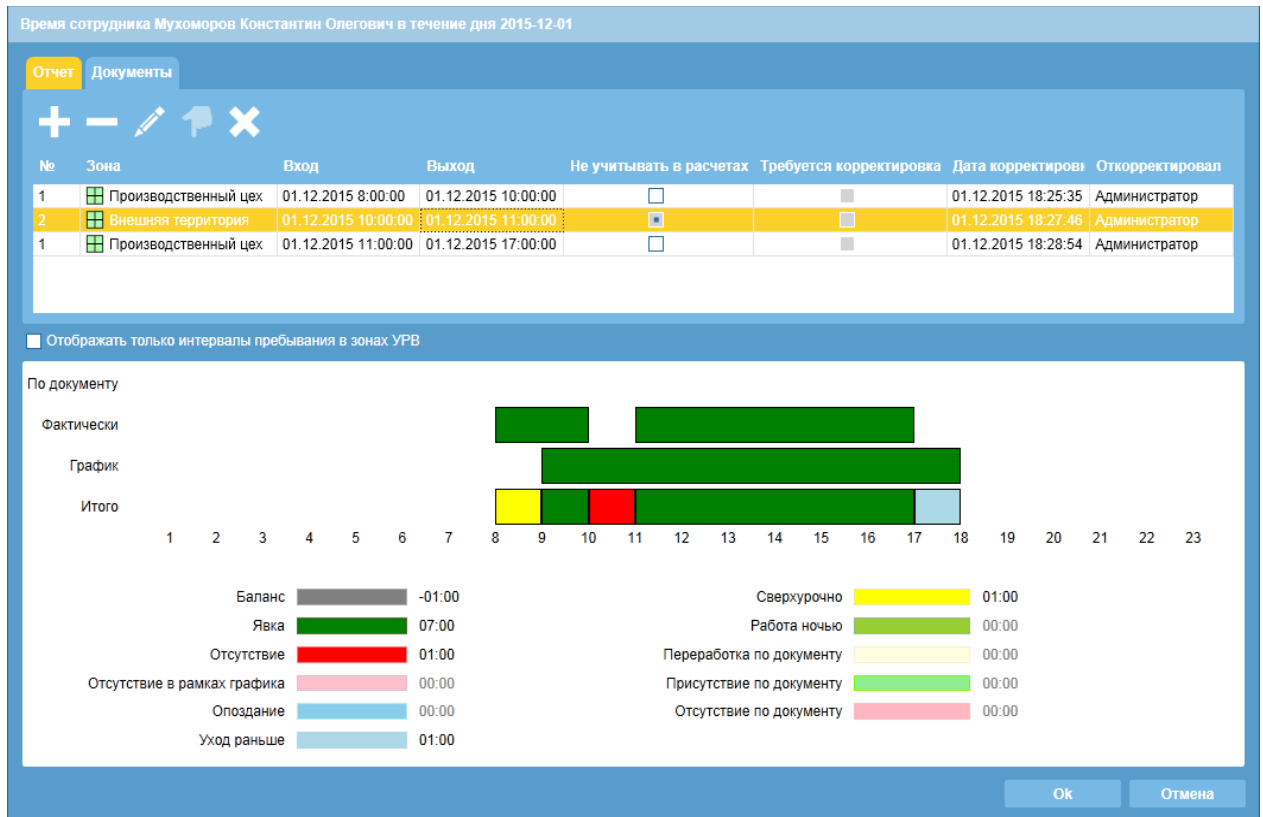 Время сотрудника Мухоморов Константин Олегович в течение дня 2015-12-01
Отчет Документы
№ Зона Вход Выход Не учитывать в расчетах Требуется корректировка Дата корректировк Откорректировал
1 Производственный цех 01.12.2015 8:00:00 01.12.2015 10:00:00 01.12.2015 18:25:35 Администратор
2 Внешняя территория 01.12.2015 10:00:00 01.12.2015 11:00:00 01.12.2015 18:27:46 Администратор
1 Производственный цех 01.12.2015 11:00:00 01.12.2015 17:00:00 01.12.2015 18:28:54 Администратор
Отображать только интервалы пребывания в зонах УРВ
По документу
Фактически
График
Итого
1 2 3 4 5 6 7 8 9 10 11 12 13 14 15 16 17 18 19 20 21 22 23
Баланс -01:00 Сверхурочно 01:00
Явка 07:00 Работа ночью 00:00
Отсутствие 01:00 Переработка по документу 00:00
Отсутствие в рамках графика 00:00 Присутствие по документу 00:00
Опоздание 00:00 Отсутствие по документу 00:00
Уход раньше 01:00
Ok Отмена